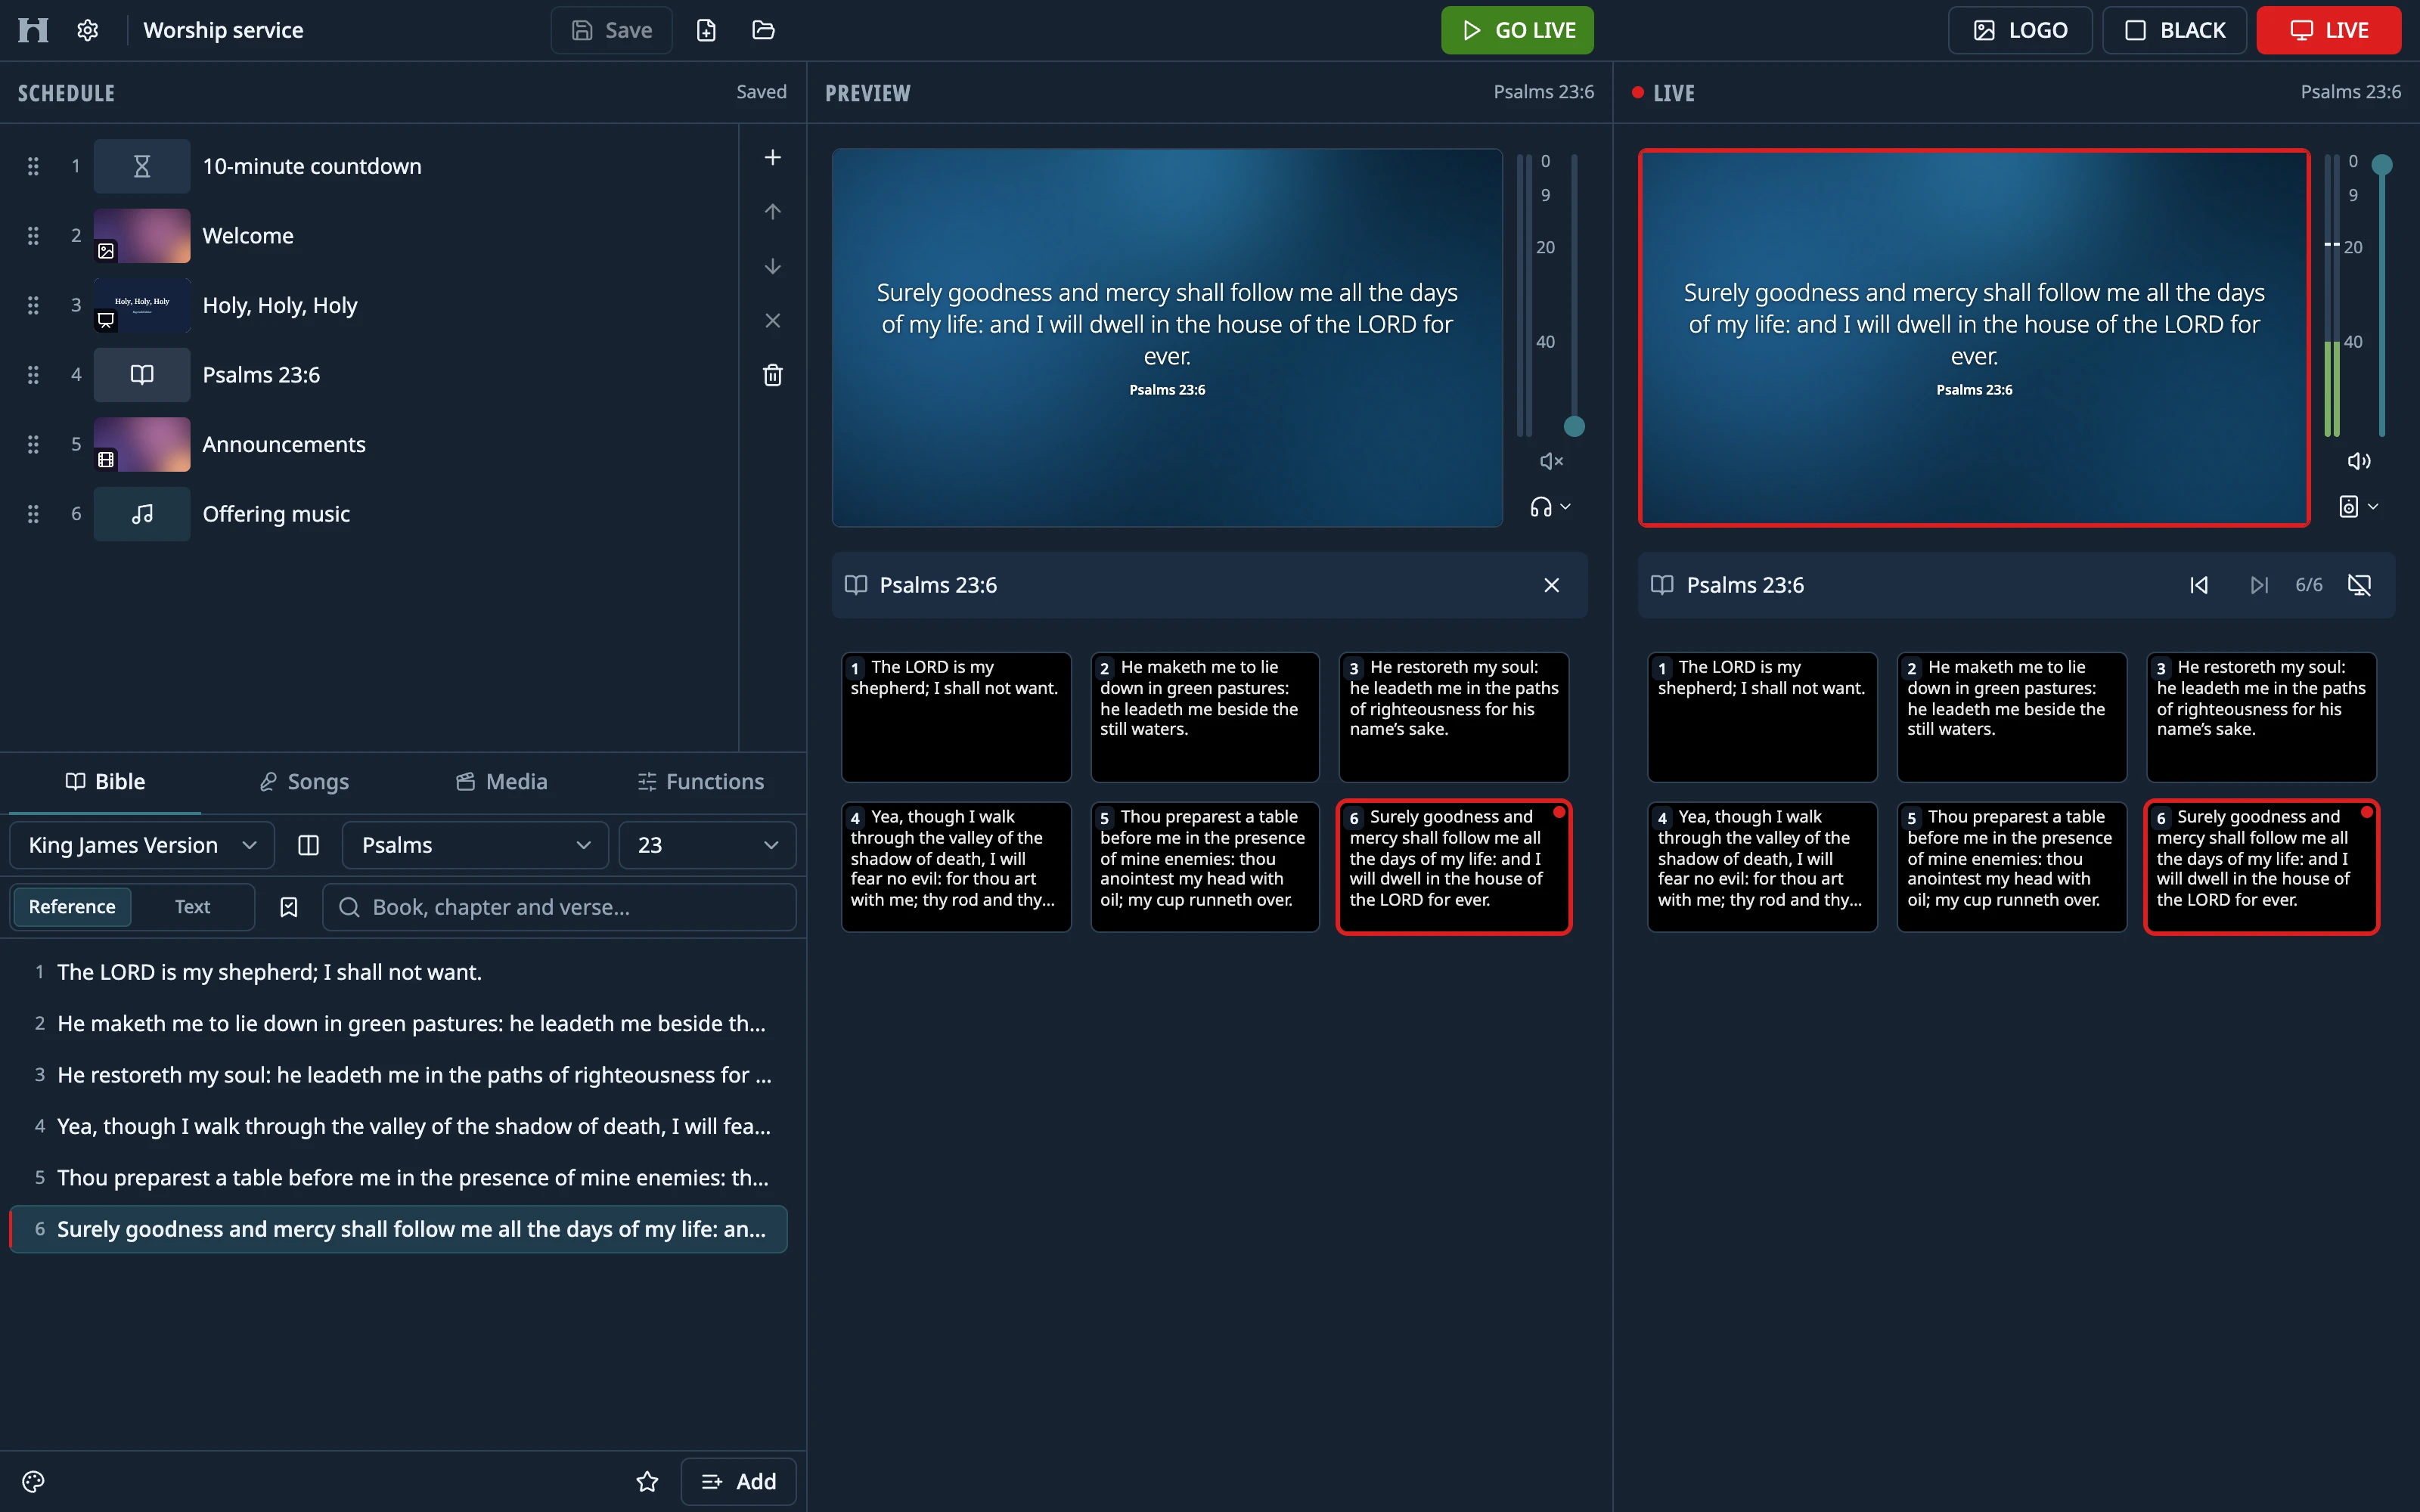 Worship service
Save
GO LIVE
LOGO
BLACK
LIVE
SCHEDULE
Saved
1 10-minute countdown
2 Welcome
3 Holy, Holy, Holy Holy, Holy, Holy
4 Psalms 23:6
5 Announcements
6 Offering music
Bible
Songs
Media
Functions
King James Version
Psalms
23
Reference
Text
Book, chapter and verse...
1 The LORD is my shepherd; I shall not want.
2 He maketh me to lie down in green pastures: he leadeth me beside th...
3 He restoreth my soul: he leadeth me in the paths of righteousness for ...
4 Yea, though I walk through the valley of the shadow of death, I will fea...
5 Thou preparest a table before me in the presence of mine enemies: th...
6 Surely goodness and mercy shall follow me all the days of my life: an...
Add
PREVIEW
Psalms 23:6
Surely goodness and mercy shall follow me all the days
of my life: and I will dwell in the house of the LORD for
ever.
Psalms 23:6
0
9
20
40
Psalms 23:6
1 The LORD is my
shepherd; I shall not want.
2 He maketh me to lie
down in green pastures:
he leadeth me beside the
still waters.
3 He restoreth my soul:
he leadeth me in the paths
of righteousness for his
name’s sake.
4 Yea, though I walk
through the valley of the
shadow of death, I will
fear no evil: for thou art
with me; thy rod and thy...
5 Thou preparest a table
before me in the presence
of mine enemies: thou
anointest my head with
oil; my cup runneth over.
6 Surely goodness and
mercy shall follow me all
the days of my life: and I
will dwell in the house of
the LORD for ever.
LIVE
Psalms 23:6
Surely goodness and mercy shall follow me all the days
of my life: and I will dwell in the house of the LORD for
ever.
Psalms 23:6
0
9
20
40
Psalms 23:6
6/6
1 The LORD is my
shepherd; I shall not want.
2 He maketh me to lie
down in green pastures:
he leadeth me beside the
still waters.
3 He restoreth my soul:
he leadeth me in the paths
of righteousness for his
name’s sake.
4 Yea, though I walk
through the valley of the
shadow of death, I will
fear no evil: for thou art
with me; thy rod and thy...
5 Thou preparest a table
before me in the presence
of mine enemies: thou
anointest my head with
oil; my cup runneth over.
6 Surely goodness and
mercy shall follow me all
the days of my life: and I
will dwell in the house of
the LORD for ever.